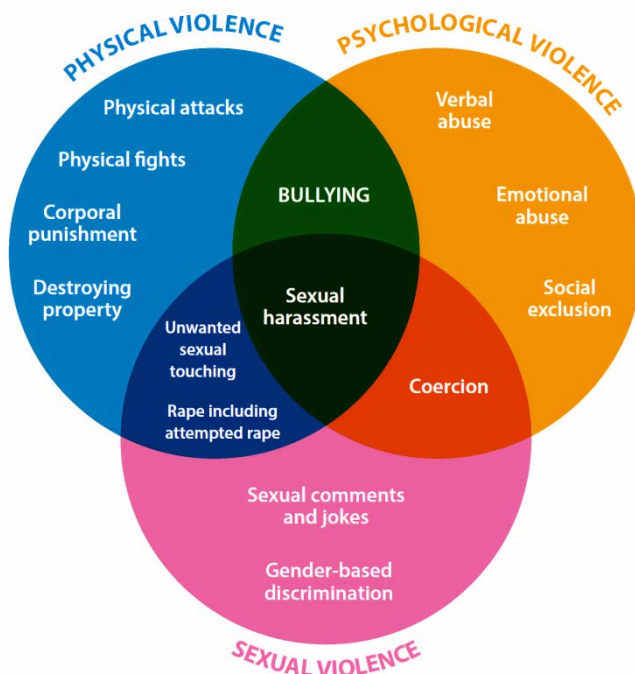 PHYSICAL VIOLENCE
PSYCHOLOGICAL VIOLENCE
Physical attacks
Physical fights
Corporal
punishment
Destroying
property
Verbal
abuse
Emotional
abuse
Social
exclusion
BULLYING
Sexual
harassment
Unwanted
sexual
touching
Rape including
attempted rape
Coercion
Sexual comments
and jokes
Gender-based
discrimination
SEXUAL VIOLENCE